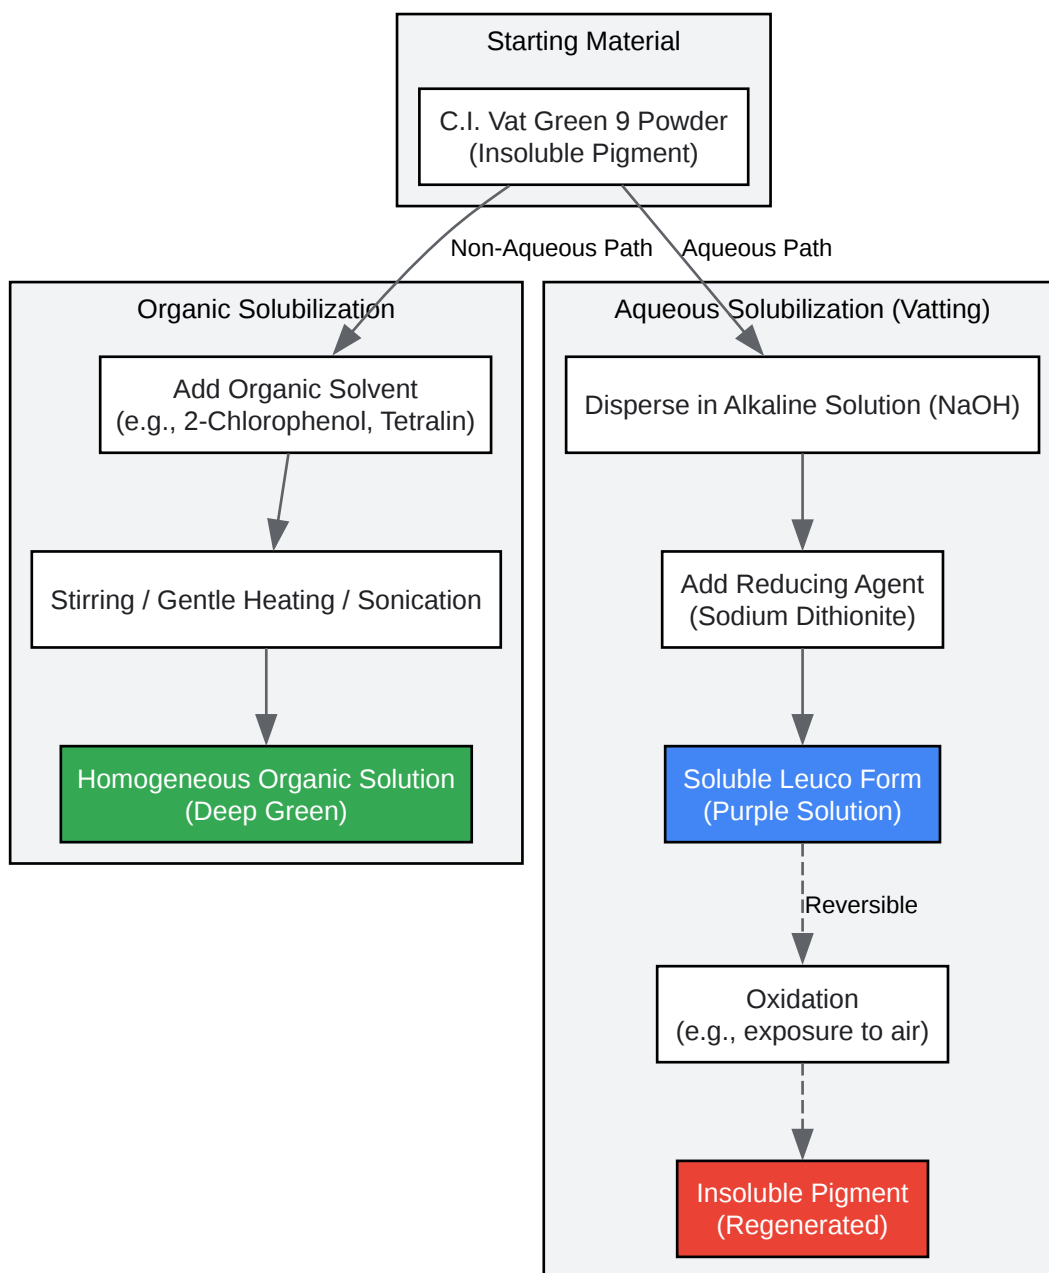 Starting Material
C.I. Vat Green 9 Powder
(Insoluble Pigment)
Non-Aqueous Path
Aqueous Path
Organic Solubilization
Add Organic Solvent
(e.g., 2-Chlorophenol, Tetralin)
Stirring / Gentle Heating / Sonication
Homogeneous Organic Solution
(Deep Green)
Aqueous Solubilization (Vatting)
Disperse in Alkaline Solution (NaOH)
Add Reducing Agent
(Sodium Dithionite)
Soluble Leuco Form
(Purple Solution)
Reversible
Oxidation
(e.g., exposure to air)
Insoluble Pigment
(Regenerated)